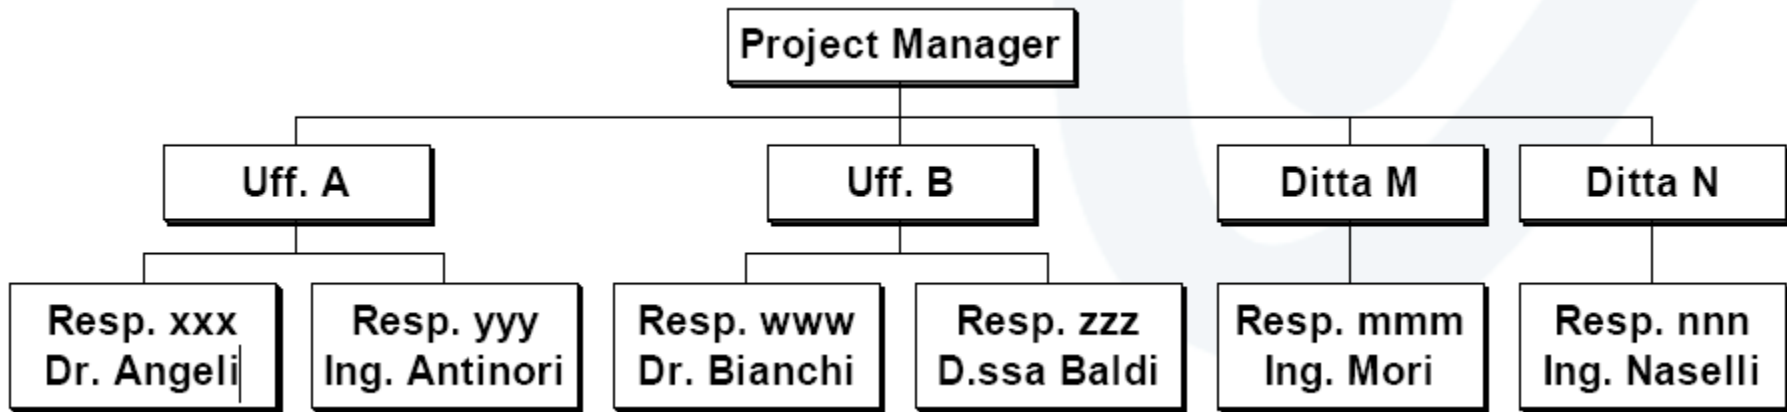 Project Manager
Uff. A
Uff. B
Ditta M
Ditta N
Resp. xxx
Dr. Angeli
Resp. yyy
Ing. Antinori
Resp. www
Dr. Bianchi
Resp. zzz
D.ssa Baldi
Resp. mmm
Ing. Mori
Resp. nnn
Ing. Naselli